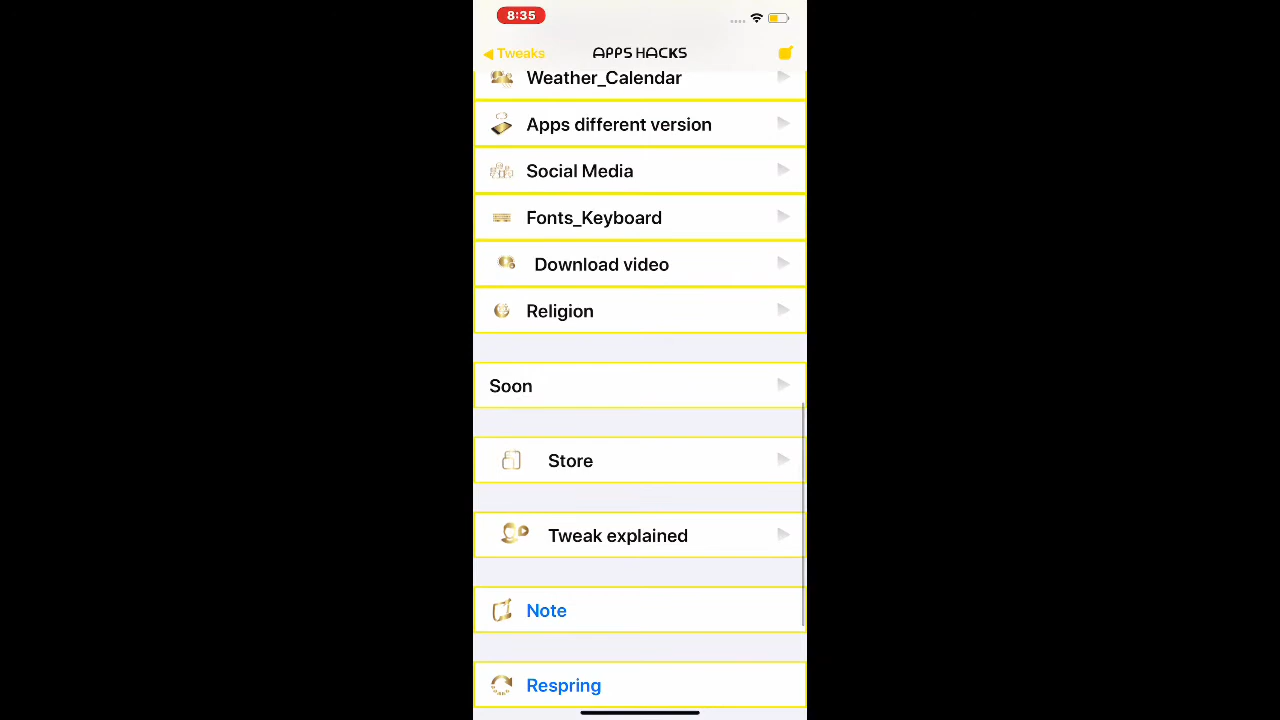 8:35
Tweaks
APPS HACKS
Weather_Calendar
Apps different version
Social Media
Fonts_Keyboard
Download video
Religion
Soon
Store
Tweak explained
Note
Respring